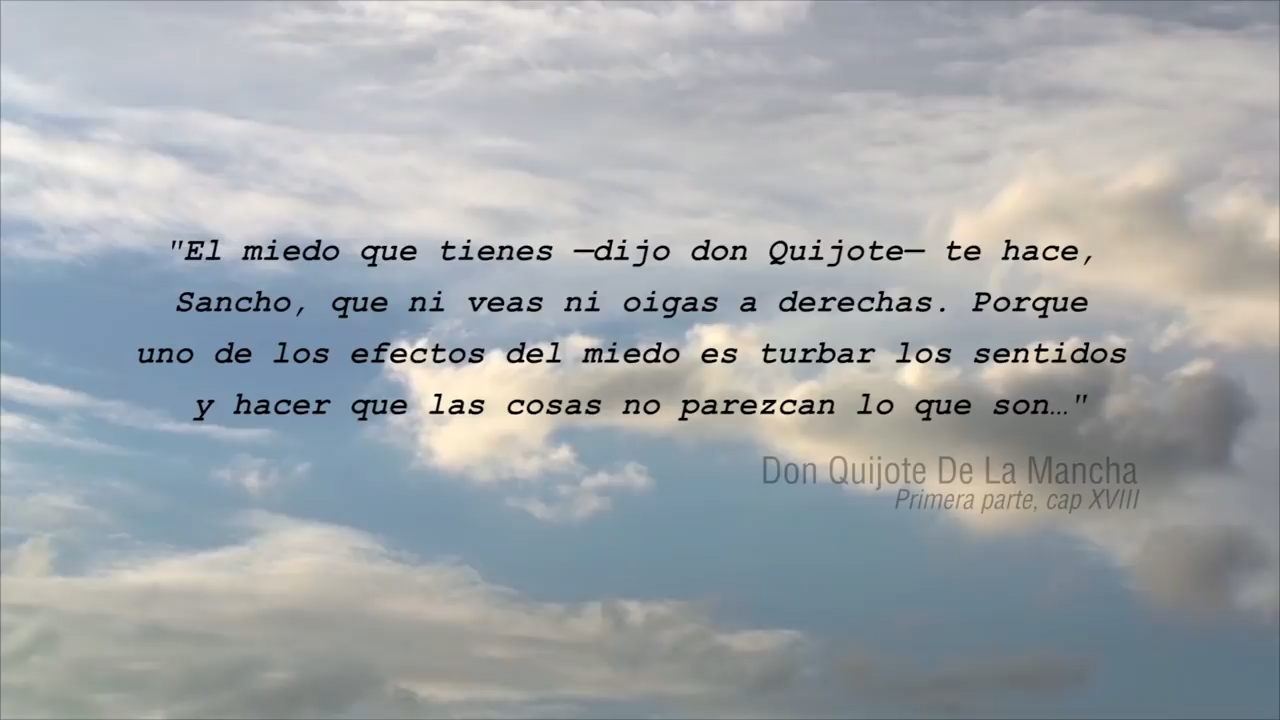 "El miedo que tienes —dijo don Quijote— te hace,
Sancho, que ni veas ni oigas a derechas. Porque
uno de los efectos del miedo es turbar los sentidos
y hacer que las cosas no parezcan lo que son…"
Don Quijote De La Mancha
Primera parte, cap XVIII